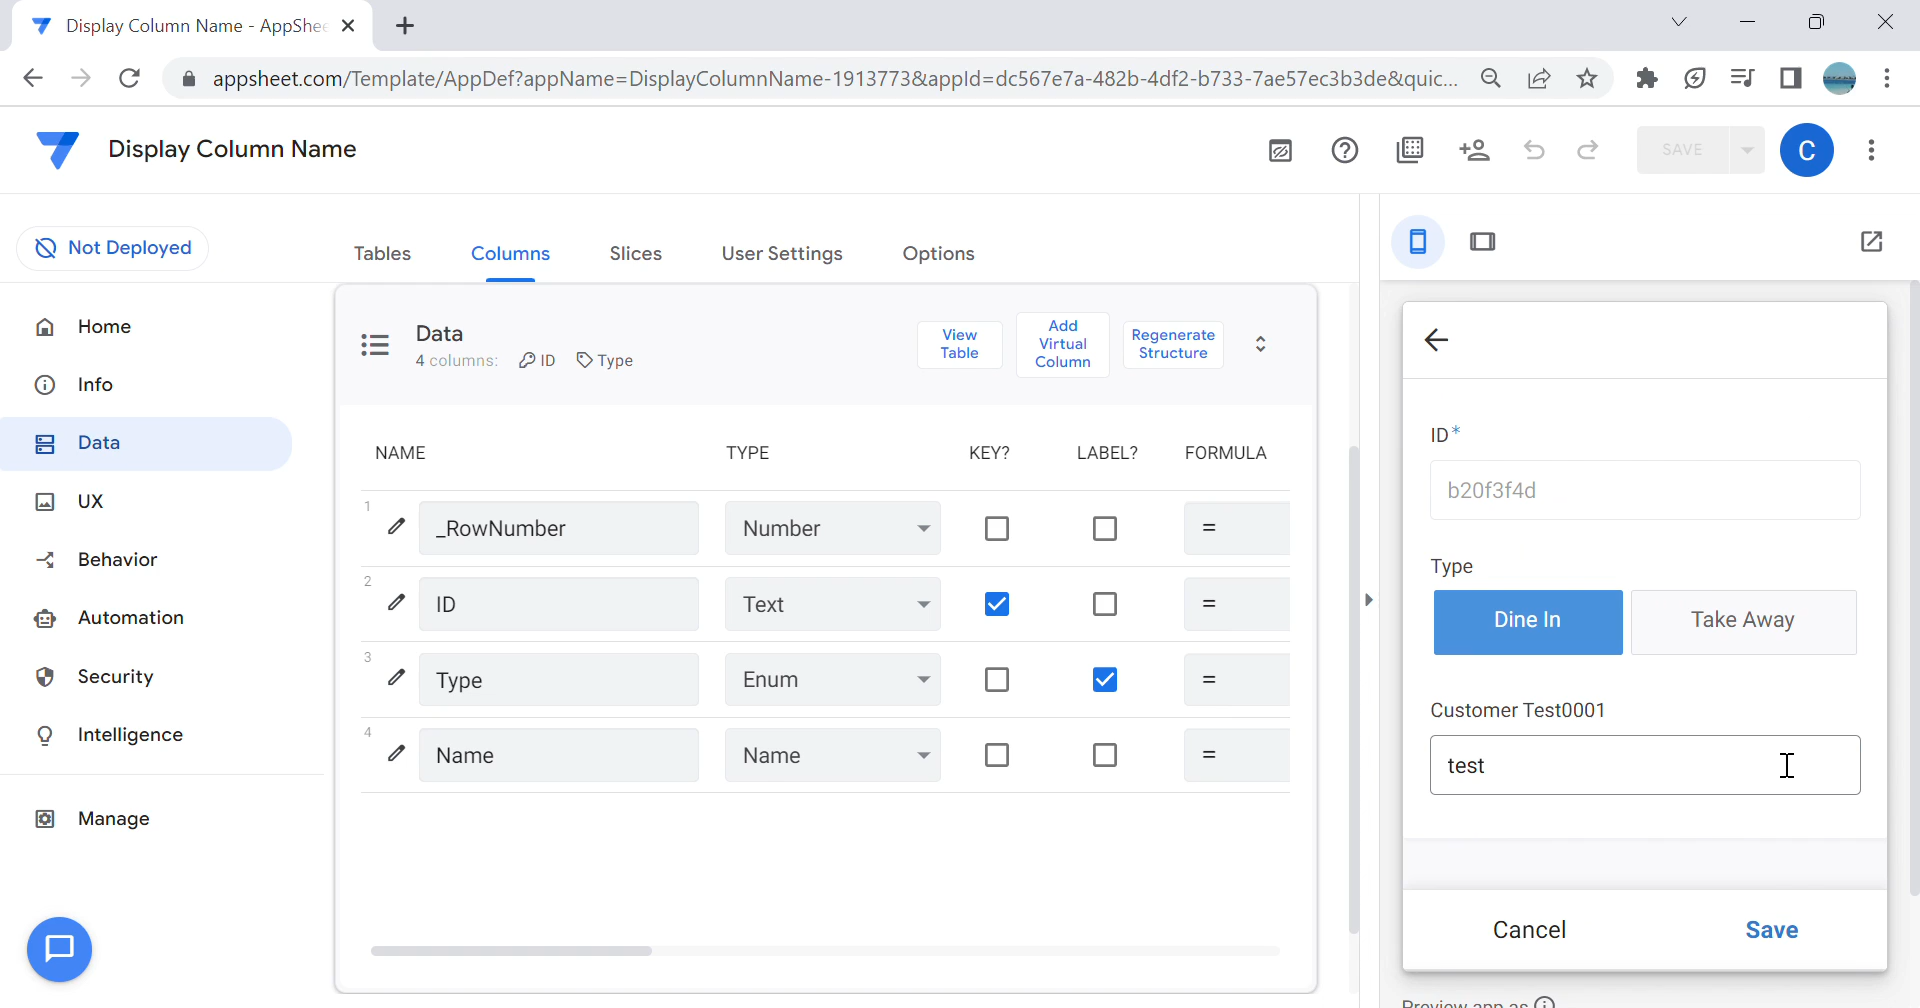 Display Column Name - AppShee
appsheet.com/Template/AppDef?appName=DisplayColumnName-1913773&appId=dc567e7a-482b-4df2-b733-7ae57ec3b3de&quic...
Display Column Name
SAVE
C
Not Deployed
Tables Columns Slices User Settings Options
Home
Info
Data
UX
Behavior
Automation
Security
Intelligence
Manage
Data
4 columns: ID Type
View
Table
Add
Virtual
Column
Regenerate
Structure
NAME TYPE KEY? LABEL? FORMULA
1 _RowNumber Number =
2 ID Text =
3 Type Enum =
4 Name Name =
ID*
b20f3f4d
Type
Dine In Take Away
Customer Test0001
test
Cancel Save
Preview app as